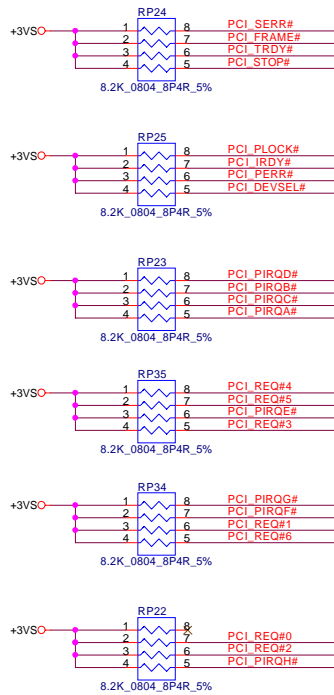 RP24
+3VS 1 8 PCI_SERR#
2 7 PCI_FRAME#
3 6 PCI_TRDY#
4 5 PCI_STOP#
8.2K_0804_8P4R_5%
RP25
+3VS 1 8 PCI_PLOCK#
2 7 PCI_IRDY#
3 6 PCI_PERR#
4 5 PCI_DEVSEL#
8.2K_0804_8P4R_5%
RP23
+3VS 1 8 PCI_PIRQD#
2 7 PCI_PIRQB#
3 6 PCI_PIRQC#
4 5 PCI_PIRQA#
8.2K_0804_8P4R_5%
RP35
+3VS 1 8 PCI_REQ#4
2 7 PCI_REQ#5
3 6 PCI_PIRQE#
4 5 PCI_REQ#3
8.2K_0804_8P4R_5%
RP34
+3VS 1 8 PCI_PIRQG#
2 7 PCI_PIRQF#
3 6 PCI_REQ#1
4 5 PCI_REQ#6
8.2K_0804_8P4R_5%
RP22
+3VS 1 8
2 7 PCI_REQ#0
3 6 PCI_REQ#2
4 5 PCI_PIRQH#
8.2K_0804_8P4R_5%